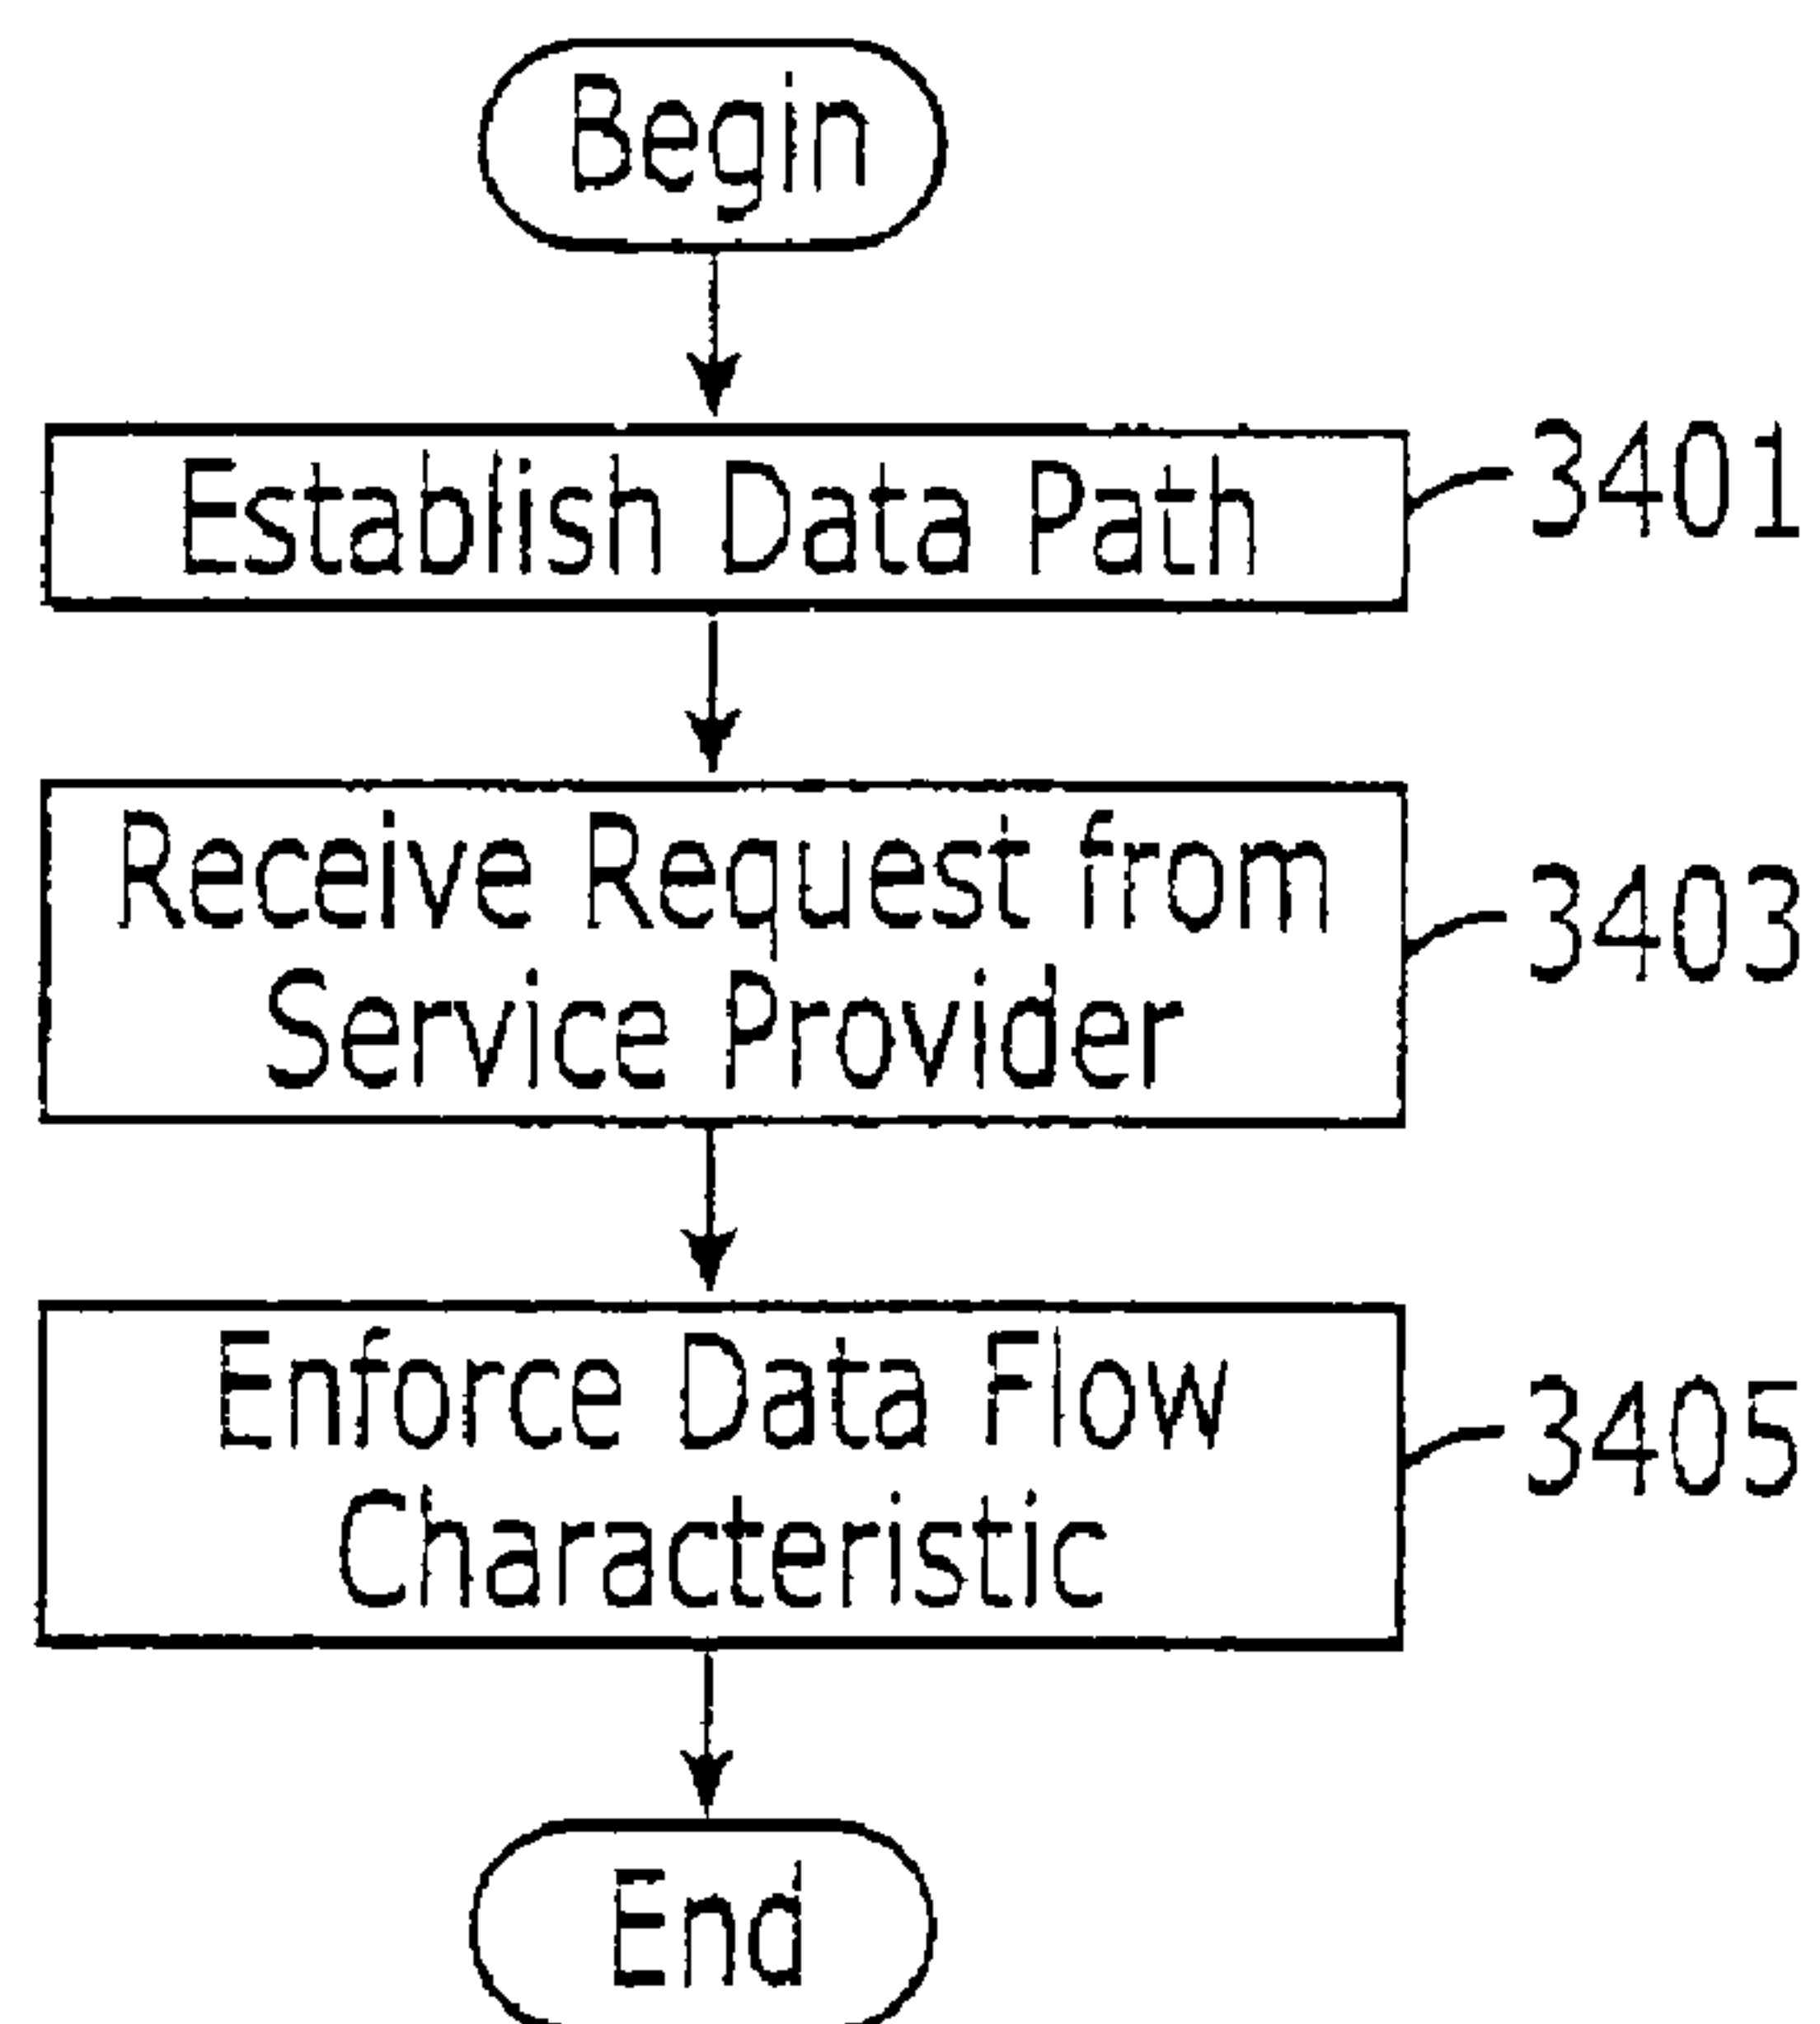 Begin
Establish Data Path
3401
Receive Request from
Service Provider
3403
Enforce Data Flow
Characteristic
3405
End